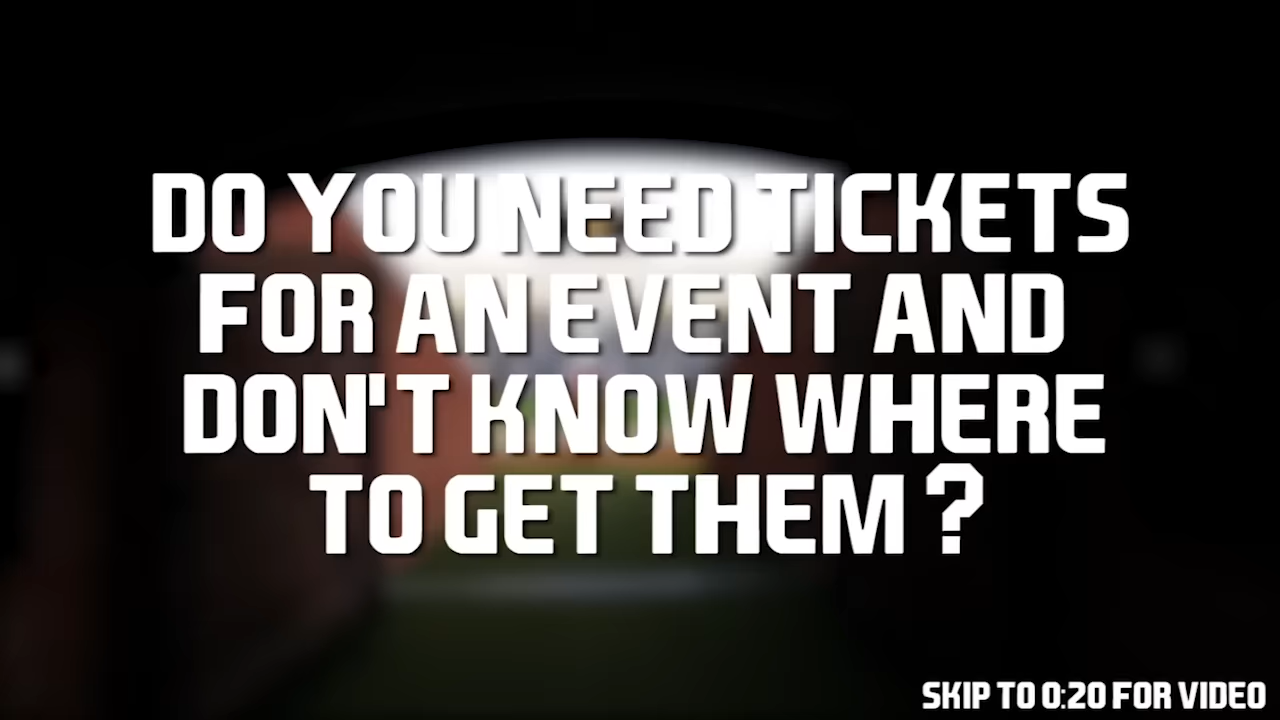 DO YOU NEED TICKETS
FOR AN EVENT AND
DON'T KNOW WHERE
TO GET THEM ?
SKIP TO 0:20 FOR VIDEO